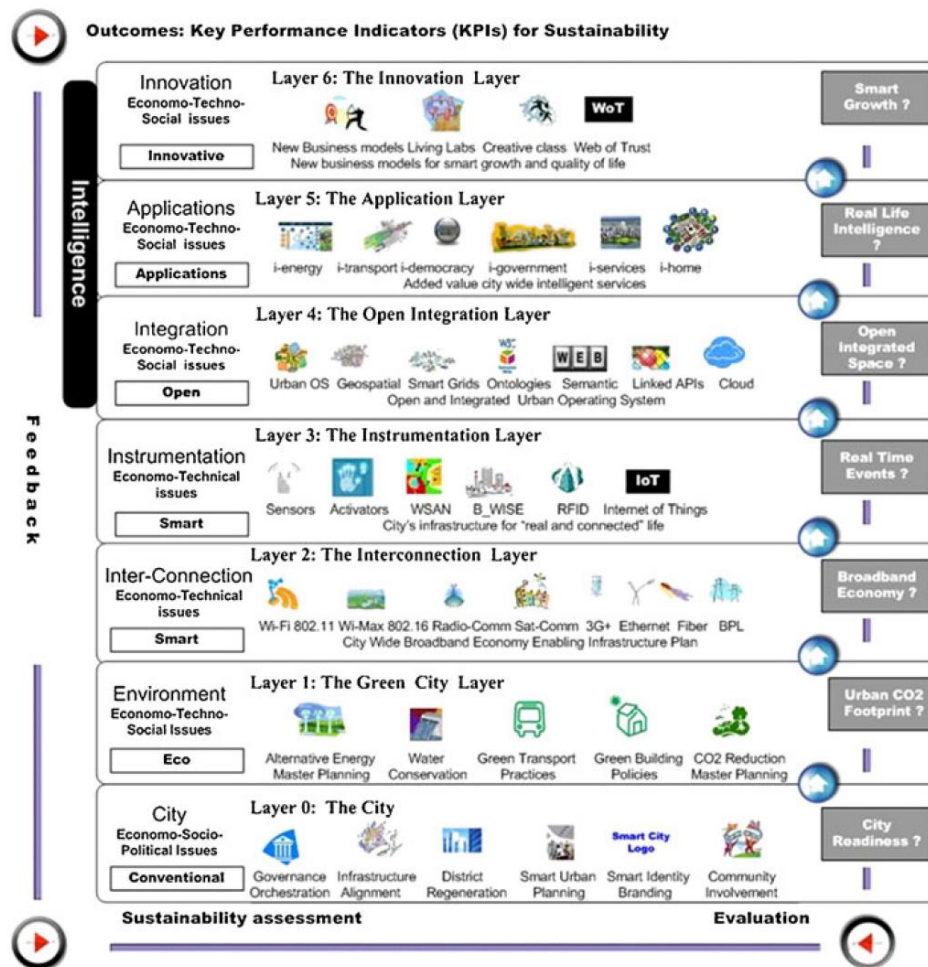 Outcomes: Key Performance Indicators (KPIs) for Sustainability
Intelligence
Feedback
Innovation
Economo-Techno-
Social issues
Innovative
Layer 6: The Innovation Layer
WoT
New Business models Living Labs Creative class Web of Trust
New business models for smart growth and quality of life
Smart
Growth ?
Applications
Economo-Techno-
Social issues
Applications
Layer 5: The Application Layer
i-energy i-transport i-democracy i-government i-services i-home
Added value city wide intelligent services
Real Life
Intelligence
?
Integration
Economo-Techno-
Social issues
Open
Layer 4: The Open Integration Layer
WEB
Urban OS Geospatial Smart Grids Ontologies Semantic Linked APIs Cloud
Open and Integrated Urban Operating System
Open
Integrated
Space ?
Instrumentation
Economo-Technical
issues
Smart
Layer 3: The Instrumentation Layer
IoT
Sensors Activators WSAN B_WISE RFID Internet of Things
City's infrastructure for "real and connected" life
Real Time
Events ?
Inter-Connection
Economo-Technical
issues
Smart
Layer 2: The Interconnection Layer
Wi-Fi 802.11 Wi-Max 802.16 Radio-Comm Sat-Comm 3G+ Ethernet Fiber BPL
City Wide Broadband Economy Enabling Infrastructure Plan
Broadband
Economy ?
Environment
Economo-Techno-
Social Issues
Eco
Layer 1: The Green City Layer
Alternative Energy Water Green Transport Green Building CO2 Reduction
Master Planning Conservation Practices Policies Master Planning
Urban CO2
Footprint ?
City
Economo-Socio-
Political Issues
Conventional
Layer 0: The City
Smart City
Logo
Governance Infrastructure District Smart Urban Smart Identity Community
Orchestration Alignment Regeneration Planning Branding Involvement
City
Readiness ?
Sustainability assessment Evaluation